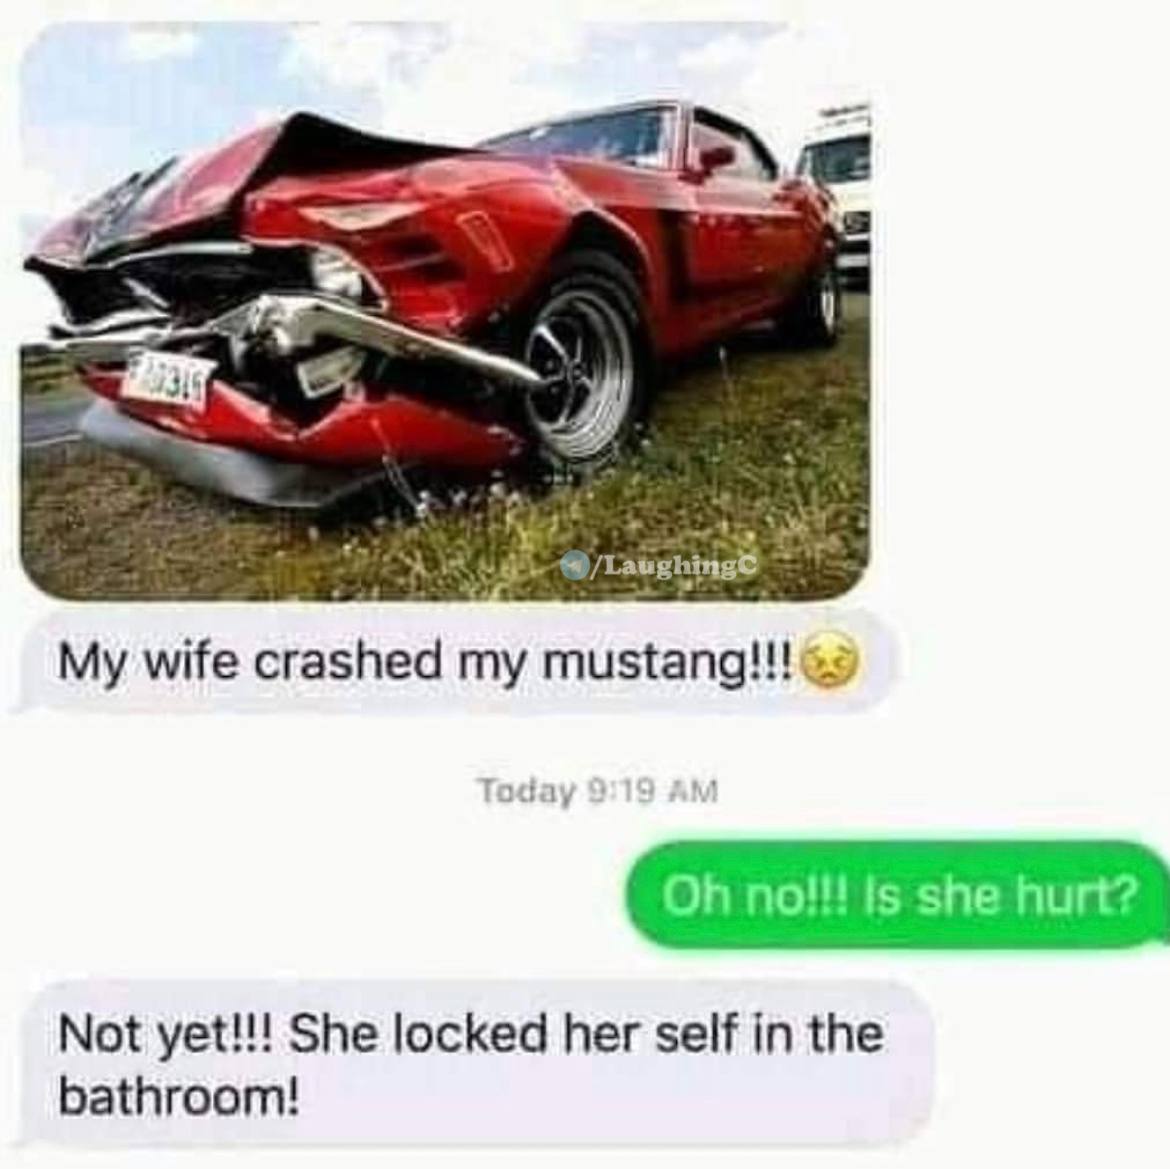 /LaughingC
My wife crashed my mustang!!!😣
Today 9:19 AM
Oh no!!! Is she hurt?
Not yet!!! She locked her self in the
bathroom!